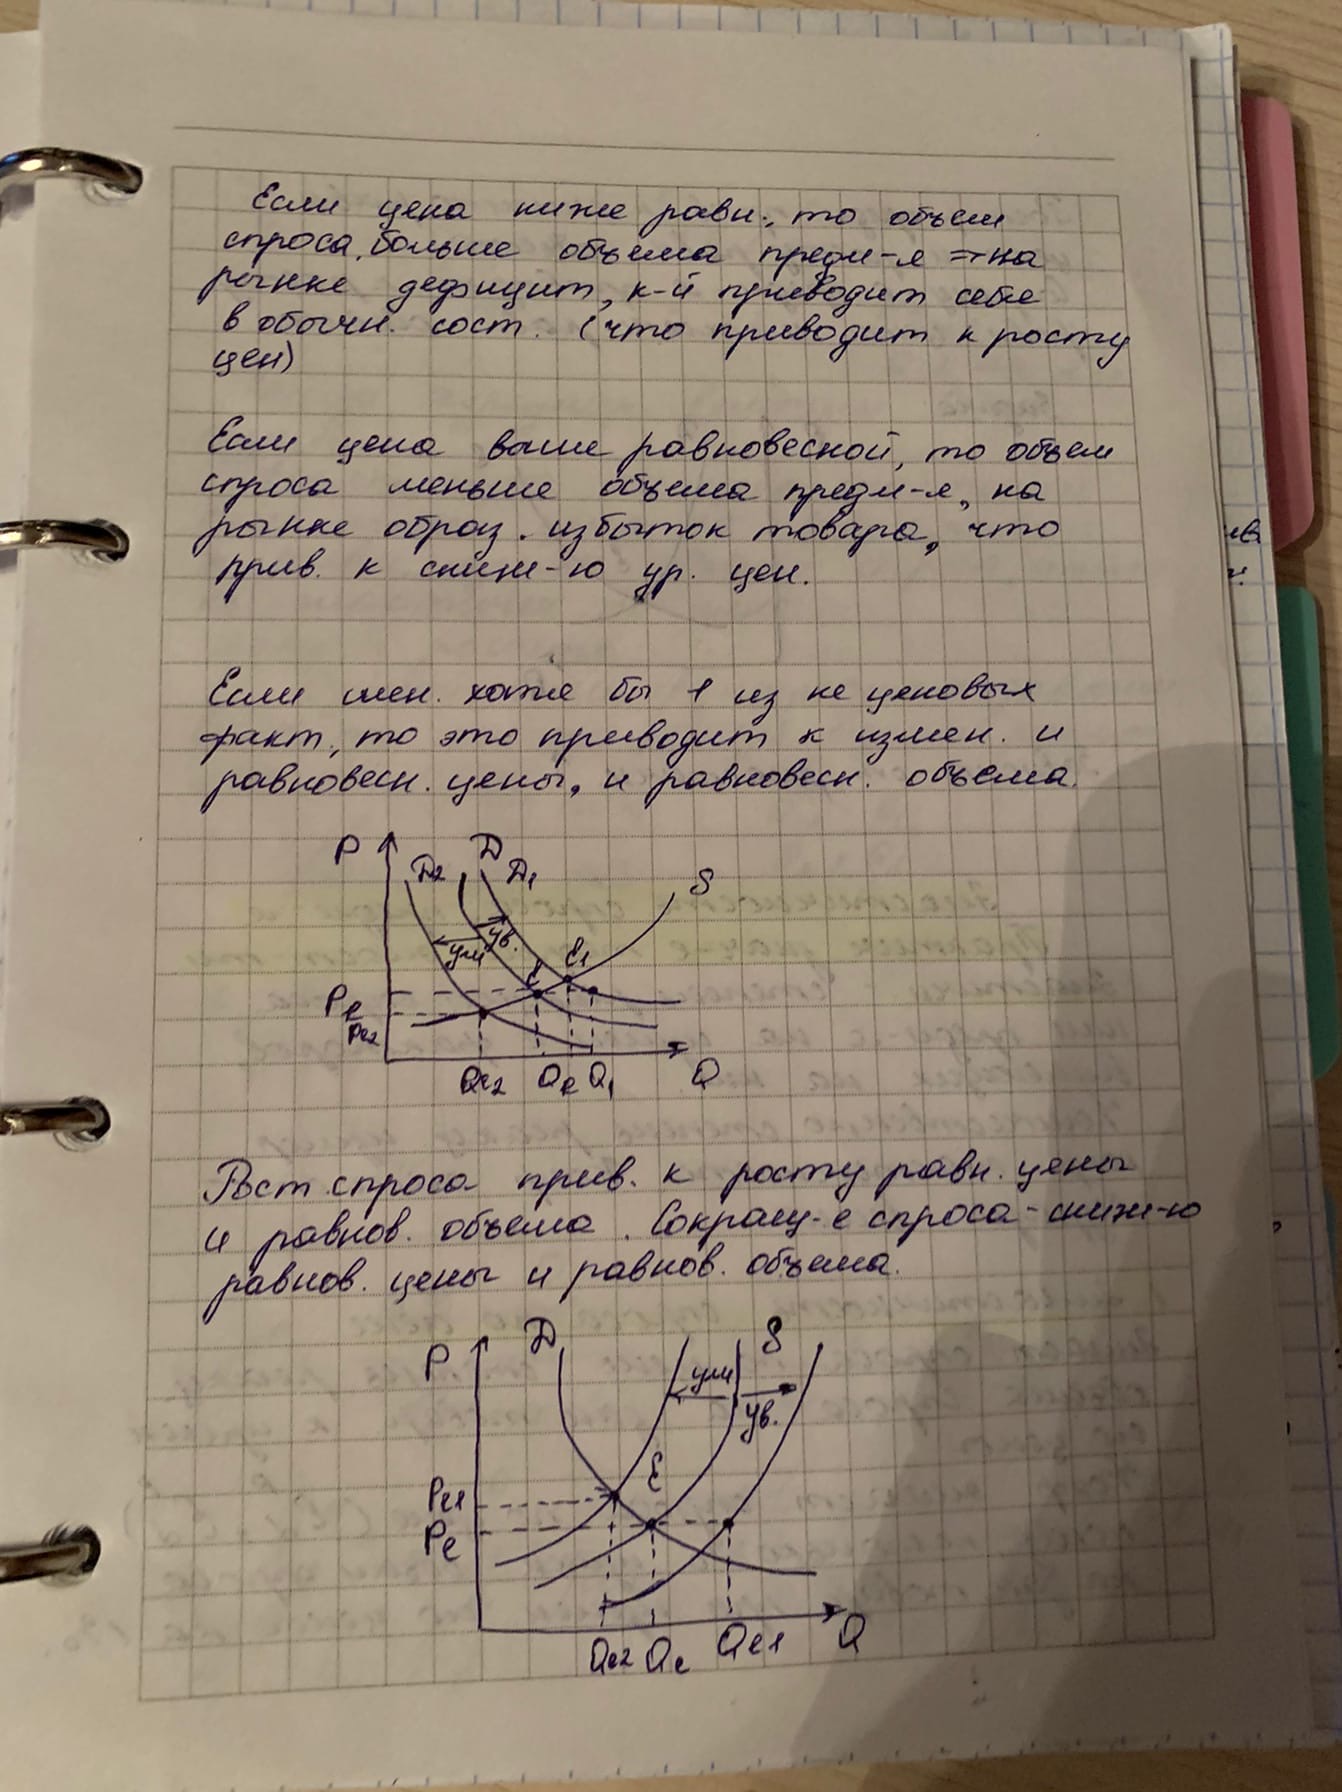 Если цена ниже равн., то объем
спроса, больше объема предл-я => на
рынке дефицит, к-й приводит себя
в обычн. сост. (что приводит к росту
цен)
Если цена выше равновесной, то объем
спроса меньше объема предл-я, на
рынке образ. избыток товара, что
прив. к сниж-ю ур. цен.
Если мен. хотя бы 1 из не ценовых
факт., то это приводит к измен. и
равновесн. цены, и равновесн. объема.
P D2 D D1 S
ум ув.
E E1
Pe
Pe2
Qe2 Qe Q1 Q
Рост спроса прив. к росту равн. цены
и равнов. объема. Сокращ-е спроса - сниж-ю
равнов. цены и равнов. объема.
P D S
ум
ув.
E
Pe1
Pe
Qe2 Qe Qe1 Q